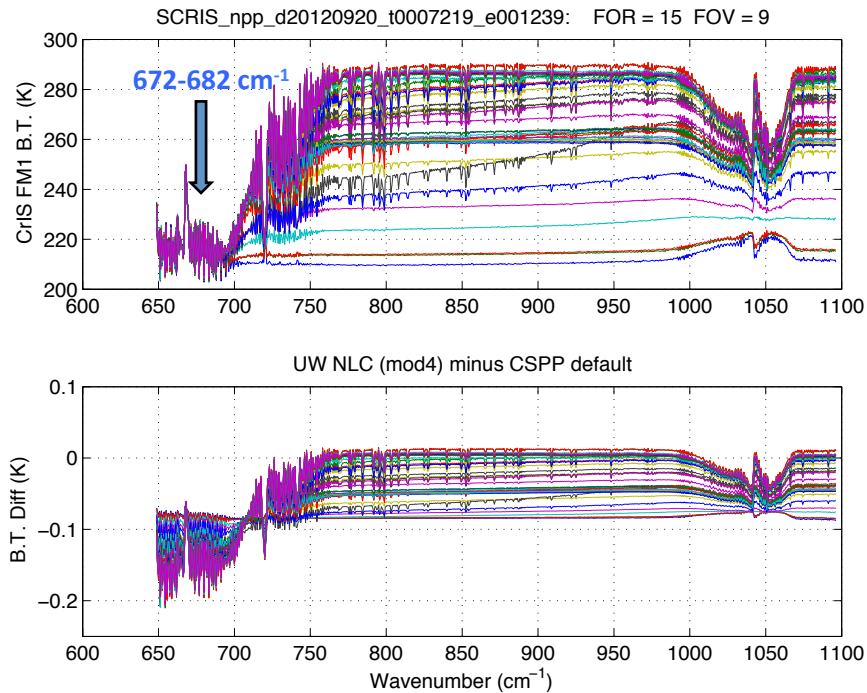 SCRIS_npp_d20120920_t0007219_e001239: FOR = 15 FOV = 9
300
280
260
240
220
200
CrIS FM1 B.T. (K)
672-682 cm⁻¹
600 650 700 750 800 850 900 950 1000 1050 1100
UW NLC (mod4) minus CSPP default
0.1
0
−0.1
−0.2
B.T. Diff (K)
600 650 700 750 800 850 900 950 1000 1050 1100
Wavenumber (cm⁻¹)